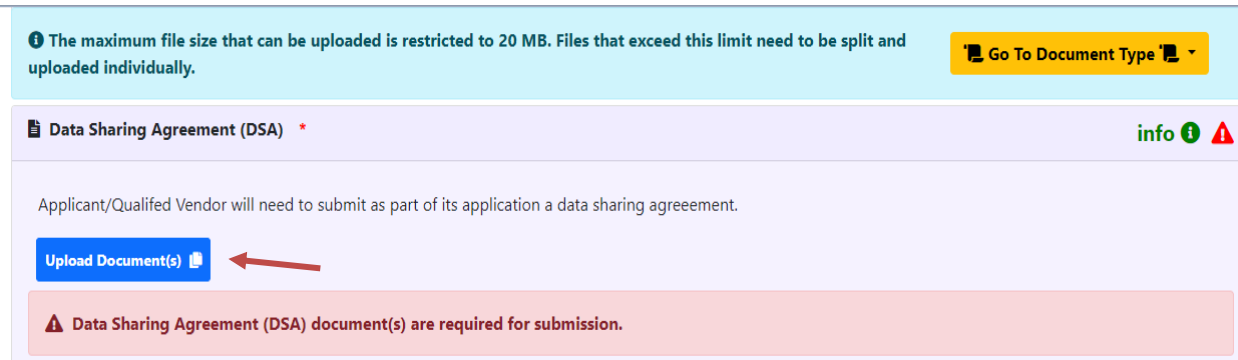 The maximum file size that can be uploaded is restricted to 20 MB. Files that exceed this limit need to be split and
uploaded individually.
Go To Document Type
Data Sharing Agreement (DSA) *
info
Applicant/Qualifed Vendor will need to submit as part of its application a data sharing agreeement.
Upload Document(s)
Data Sharing Agreement (DSA) document(s) are required for submission.